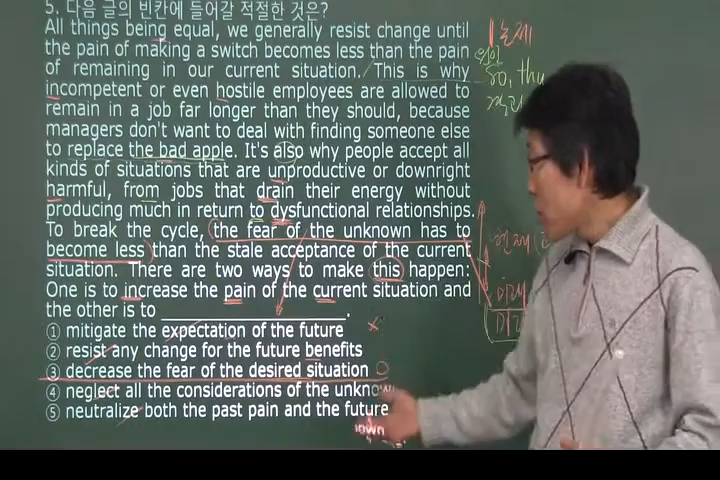 5. 다음 글의 빈칸에 들어갈 적절한 것은?
All things being equal, we generally resist change until
the pain of making a switch becomes less than the pain
of remaining in our current situation. This is why
incompetent or even hostile employees are allowed to
remain in a job far longer than they should, because
managers don't want to deal with finding someone else
to replace the bad apple. It's also why people accept all
kinds of situations that are unproductive or downright
harmful, from jobs that drain their energy without
producing much in return to dysfunctional relationships.
To break the cycle, the fear of the unknown has to
become less than the stale acceptance of the current
situation. There are two ways to make this happen:
One is to increase the pain of the current situation and
the other is to ______________________.
① mitigate the expectation of the future
② resist any change for the future benefits
③ decrease the fear of the desired situation
④ neglect all the considerations of the unknown
⑤ neutralize both the past pain and the future
So, thu